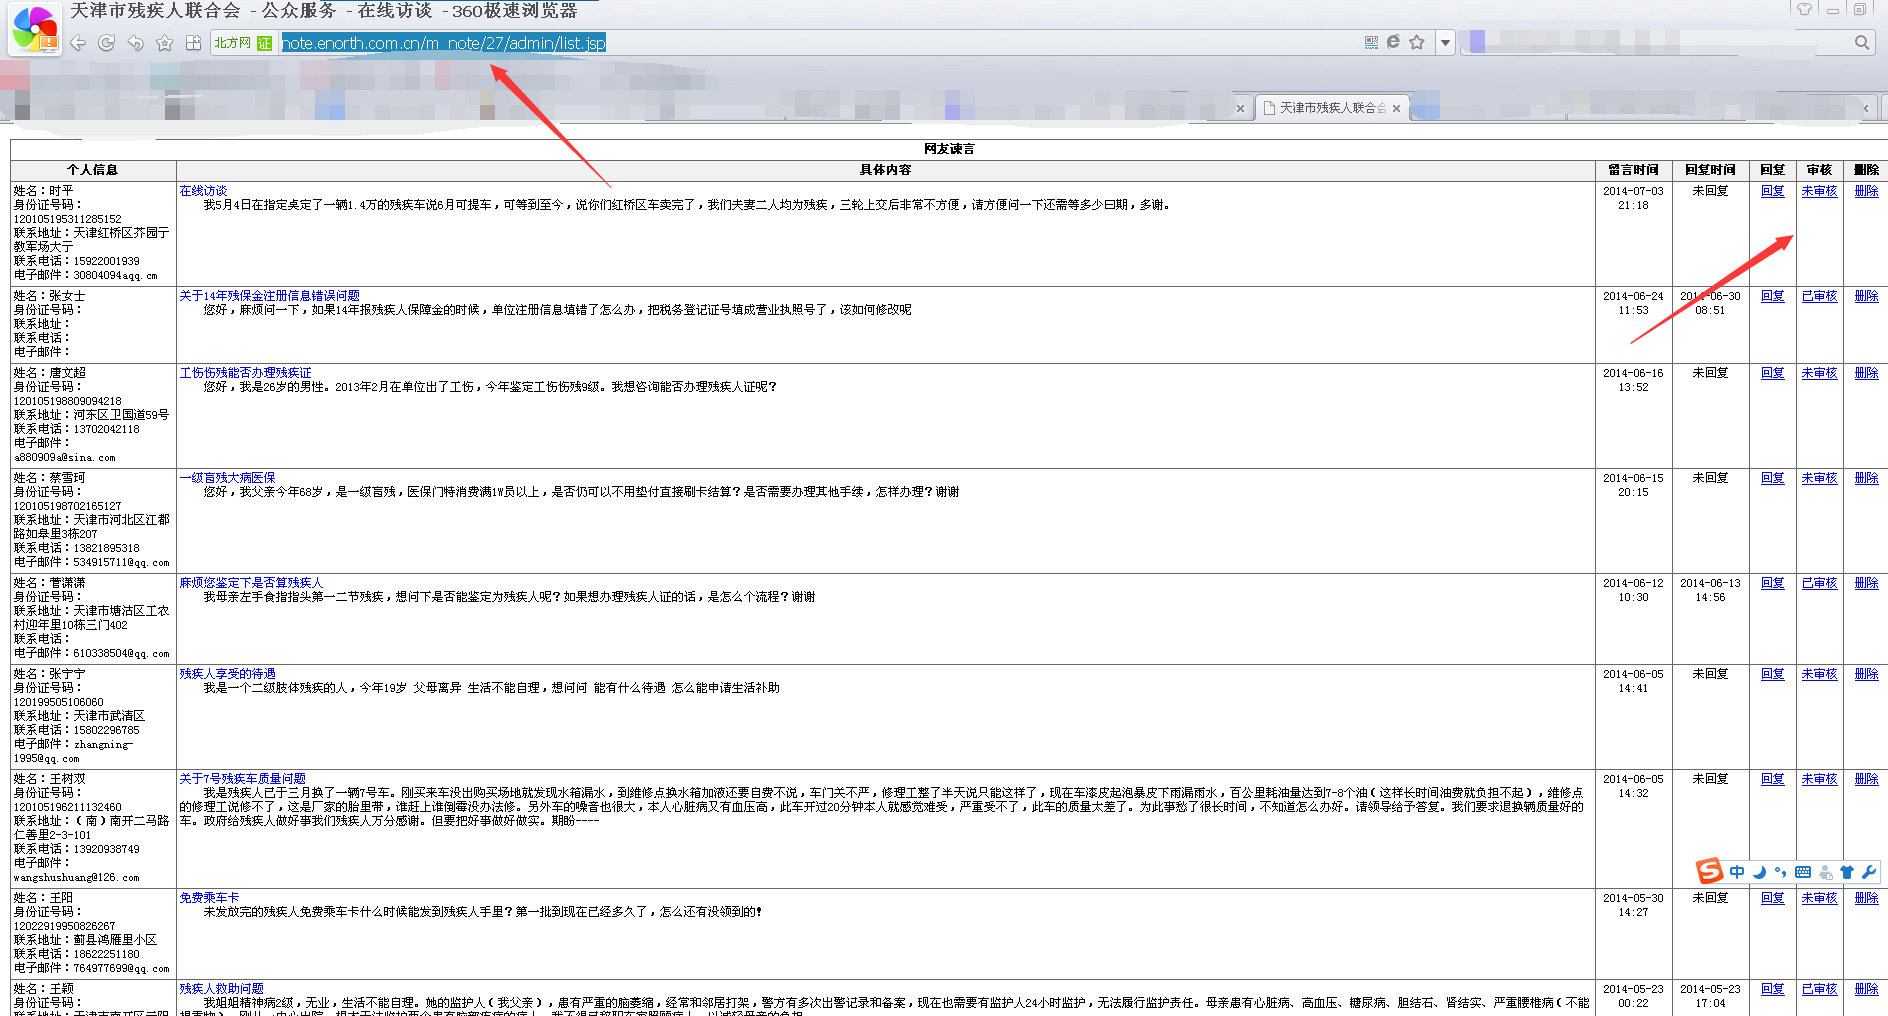 天津市残疾人联合会 - 公众服务 - 在线访谈 - 360极速浏览器
北方网 证 note.enorth.com.cn/m_note/27/admin/list.jsp
天津市残疾人联合会
网友谏言
个人信息 具体内容 留言时间 回复时间 回复 审核 删除
姓名：时平 在线访谈 2014-07-03 未回复 回复 未审核 删除
身份证号码： 我5月4日在指定桌定了一辆1.4万的残疾车说6月可提车，可等到至今，说你们红桥区车卖完了，我们夫妻二人均为残疾，三轮上交后非常不方便，请方便问一下还需等多少日期，多谢。 21:18
120105195311285152
联系地址：天津红桥区芥园亍
教军场大亍
联系电话：15922001939
电子邮件：30804094aqq.cm
姓名：张女士 关于14年残保金注册信息错误问题 2014-06-24 2014-06-30 回复 已审核 删除
身份证号码： 您好，麻烦问一下，如果14年报残疾人保障金的时候，单位注册信息填错了怎么办，把税务登记证号填成营业执照号了，该如何修改呢 11:53 08:51
联系地址：
联系电话：
电子邮件：
姓名：唐文超 工伤伤残能否办理残疾证 2014-06-16 未回复 回复 未审核 删除
身份证号码： 您好，我是26岁的男性。2013年2月在单位出了工伤，今年鉴定工伤伤残9级。我想咨询能否办理残疾人证呢？ 13:52
120105198809094218
联系地址：河东区卫国道59号
联系电话：13702042118
电子邮件：
a880909a@sina.com
姓名：蔡雪珂 一级盲残大病医保 2014-06-15 未回复 回复 未审核 删除
身份证号码： 您好，我父亲今年68岁，是一级盲残，医保门特消费满1W员以上，是否仍可以不用垫付直接刷卡结算？是否需要办理其他手续，怎样办理？谢谢 20:15
120105198702165127
联系地址：天津市河北区江都
路如皋里3栋207
联系电话：13821895318
电子邮件：534915711@qq.com
姓名：菅潇潇 麻烦您鉴定下是否算残疾人 2014-06-12 2014-06-13 回复 已审核 删除
身份证号码： 我母亲左手食指指头第一二节残疾，想问下是否能鉴定为残疾人呢？如果想办理残疾人证的话，是怎么个流程？谢谢 10:30 14:56
联系地址：天津市塘沽区工农
村迎年里10栋三门402
联系电话：
电子邮件：610338504@qq.com
姓名：张宁宁 残疾人享受的待遇 2014-06-05 未回复 回复 未审核 删除
身份证号码： 我是一个二级肢体残疾的人，今年19岁 父母离异 生活不能自理，想问问 能有什么待遇 怎么能申请生活补助 14:41
120199505106060
联系地址：天津市武清区
联系电话：15802296785
电子邮件：zhangning-
1995@qq.com
姓名：王树双 关于7号残疾车质量问题 2014-06-05 未回复 回复 未审核 删除
身份证号码： 我是残疾人已于三月换了一辆7号车。刚买来车没出购买场地就发现水箱漏水，到维修点换水箱加液还要自费不说，车门关不严，修理工整了半天说只能这样了，现在车漆皮起泡暴皮下雨漏雨水，百公里耗油量达到7-8个油（这样长时间油费就负担不起），维修点 14:32
120105196211132460 的修理工说修不了，这是厂家的胎里带，谁赶上谁倒霉没办法修。另外车的噪音也很大，本人心脏病又有血压高，此车开过20分钟本人就感觉难受，严重受不了，此车的质量太差了。为此事愁了很长时间，不知道怎么办好。请领导给予答复。我们要求退换辆质量好的
联系地址：（南）南开二马路 车。政府给残疾人做好事我们残疾人万分感谢。但要把好事做好做实。期盼----
仁善里2-3-101
联系电话：13920938749
电子邮件：
wangshushuang@126.com
中
姓名：王阳 免费乘车卡 2014-05-30 未回复 回复 未审核 删除
身份证号码： 未发放完的残疾人免费乘车卡什么时候能发到残疾人手里？第一批到现在已经多久了，怎么还有没领到的！ 14:27
12022919950826267
联系地址：蓟县鸿雁里小区
联系电话：18622251180
电子邮件：764977699@qq.com
姓名：王颖 残疾人救助问题 2014-05-23 2014-05-23 回复 已审核 删除
身份证号码： 我姐姐精神病2级，无业，生活不能自理。她的监护人（我父亲），患有严重的脑萎缩，经常和邻居打架，警方有多次出警记录和备案，现在也需要有监护人24小时监护，无法履行监护责任。母亲患有心脏病、高血压、糖尿病、胆结石、肾结实、严重腰椎病（不能 00:22 17:04